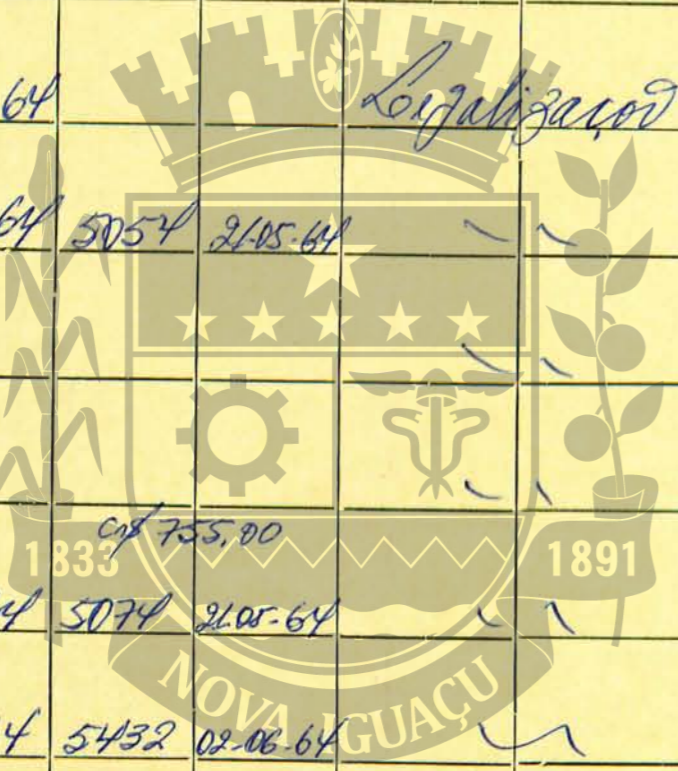 64 Legalização
64 5054 21-05-64 " "
" "
" "
cr$ 755,00
1833 1891
4 5074 21.05-64 " "
NOVA IGUAÇU
4 5432 02-06-64 " "